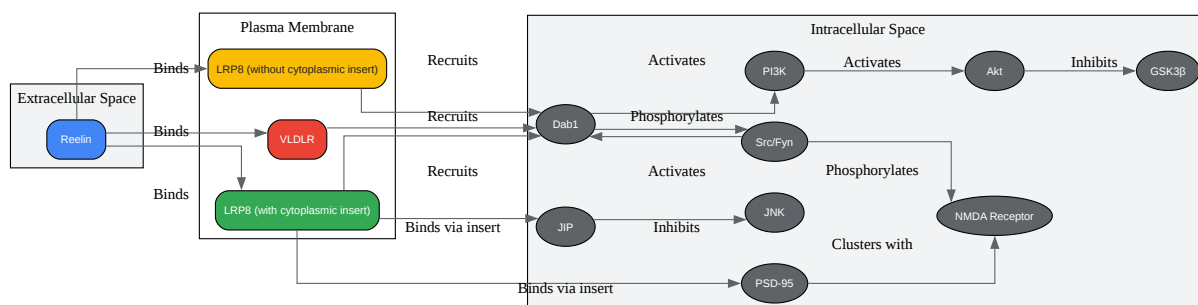 Plasma Membrane
Intracellular Space
Extracellular Space
Reelin
Binds
Binds
Binds
LRP8 (without cytoplasmic insert)
VLDLR
LRP8 (with cytoplasmic insert)
Recruits
Recruits
Recruits
Binds via insert
Binds via insert
Dab1
JIP
Activates
Phosphorylates
Activates
Inhibits
PI3K
Src/Fyn
JNK
PSD-95
Activates
Phosphorylates
Clusters with
Akt
NMDA Receptor
Inhibits
GSK3β